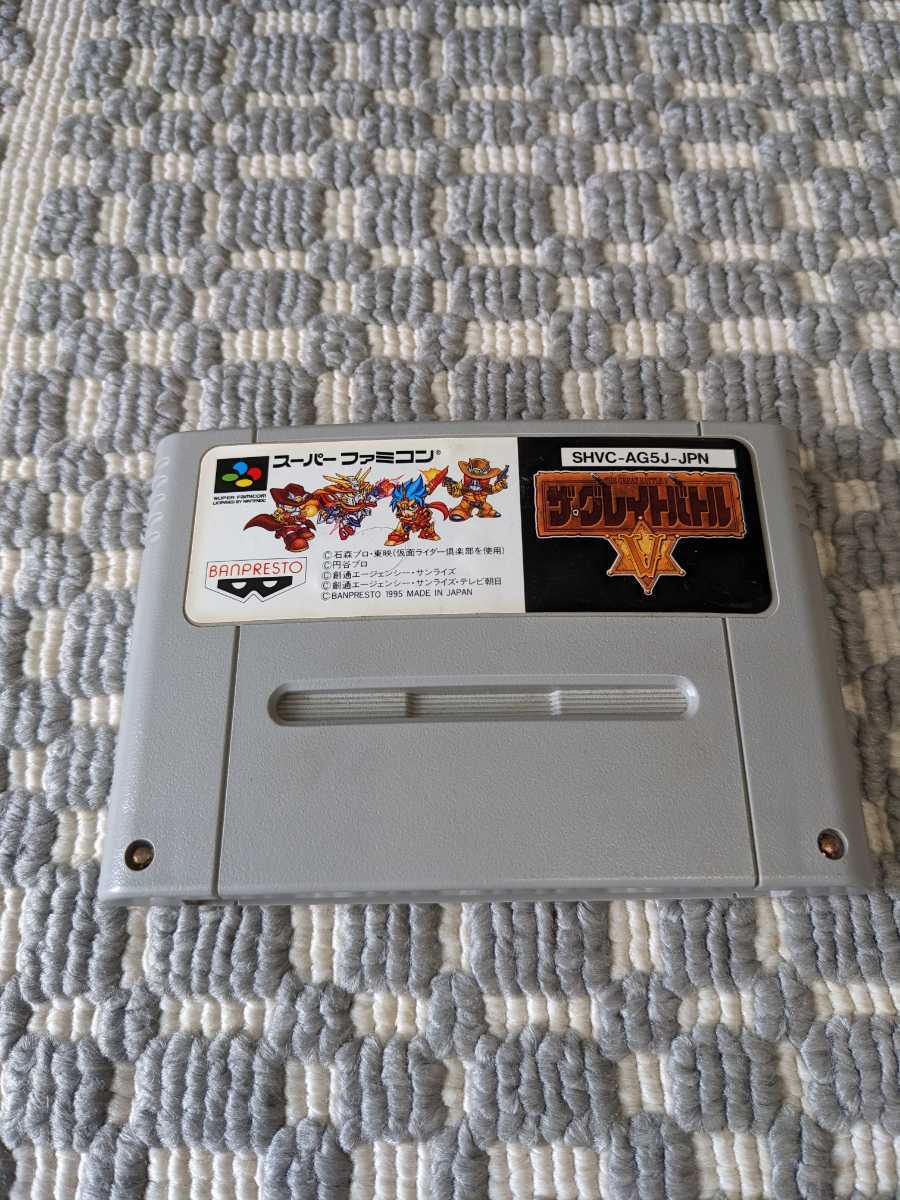 スーパーファミコン®
SUPER FAMICOM
LICENSED BY NINTENDO
BANPRESTO
©石森プロ・東映(仮面ライダー倶楽部を使用)
©円谷プロ
©創通エージェンシー・サンライズ
©創通エージェンシー・サンライズ・テレビ朝日
©BANPRESTO 1995 MADE IN JAPAN
SHVC-AG5J-JPN
THE GREAT BATTLE V
ザ・グレイトバトル
V